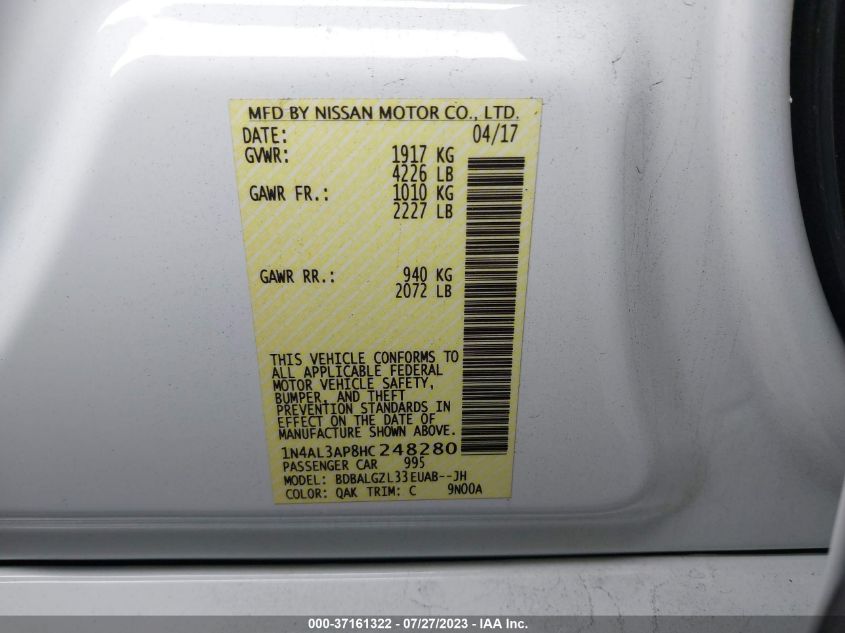 MFD BY NISSAN MOTOR CO., LTD.
DATE: 04/17
GVWR: 1917 KG
4226 LB
GAWR FR.: 1010 KG
2227 LB
GAWR RR.: 940 KG
2072 LB
THIS VEHICLE CONFORMS TO
ALL APPLICABLE FEDERAL
MOTOR VEHICLE SAFETY,
BUMPER, AND THEFT
PREVENTION STANDARDS IN
EFFECT ON THE DATE OF
MANUFACTURE SHOWN ABOVE.
1N4AL3AP8HC248280
PASSENGER CAR 995
MODEL: BDBALGZL33EUAB--JH
COLOR: QAK TRIM: C 9N00A
000-37161322 - 07/27/2023 - IAA Inc.